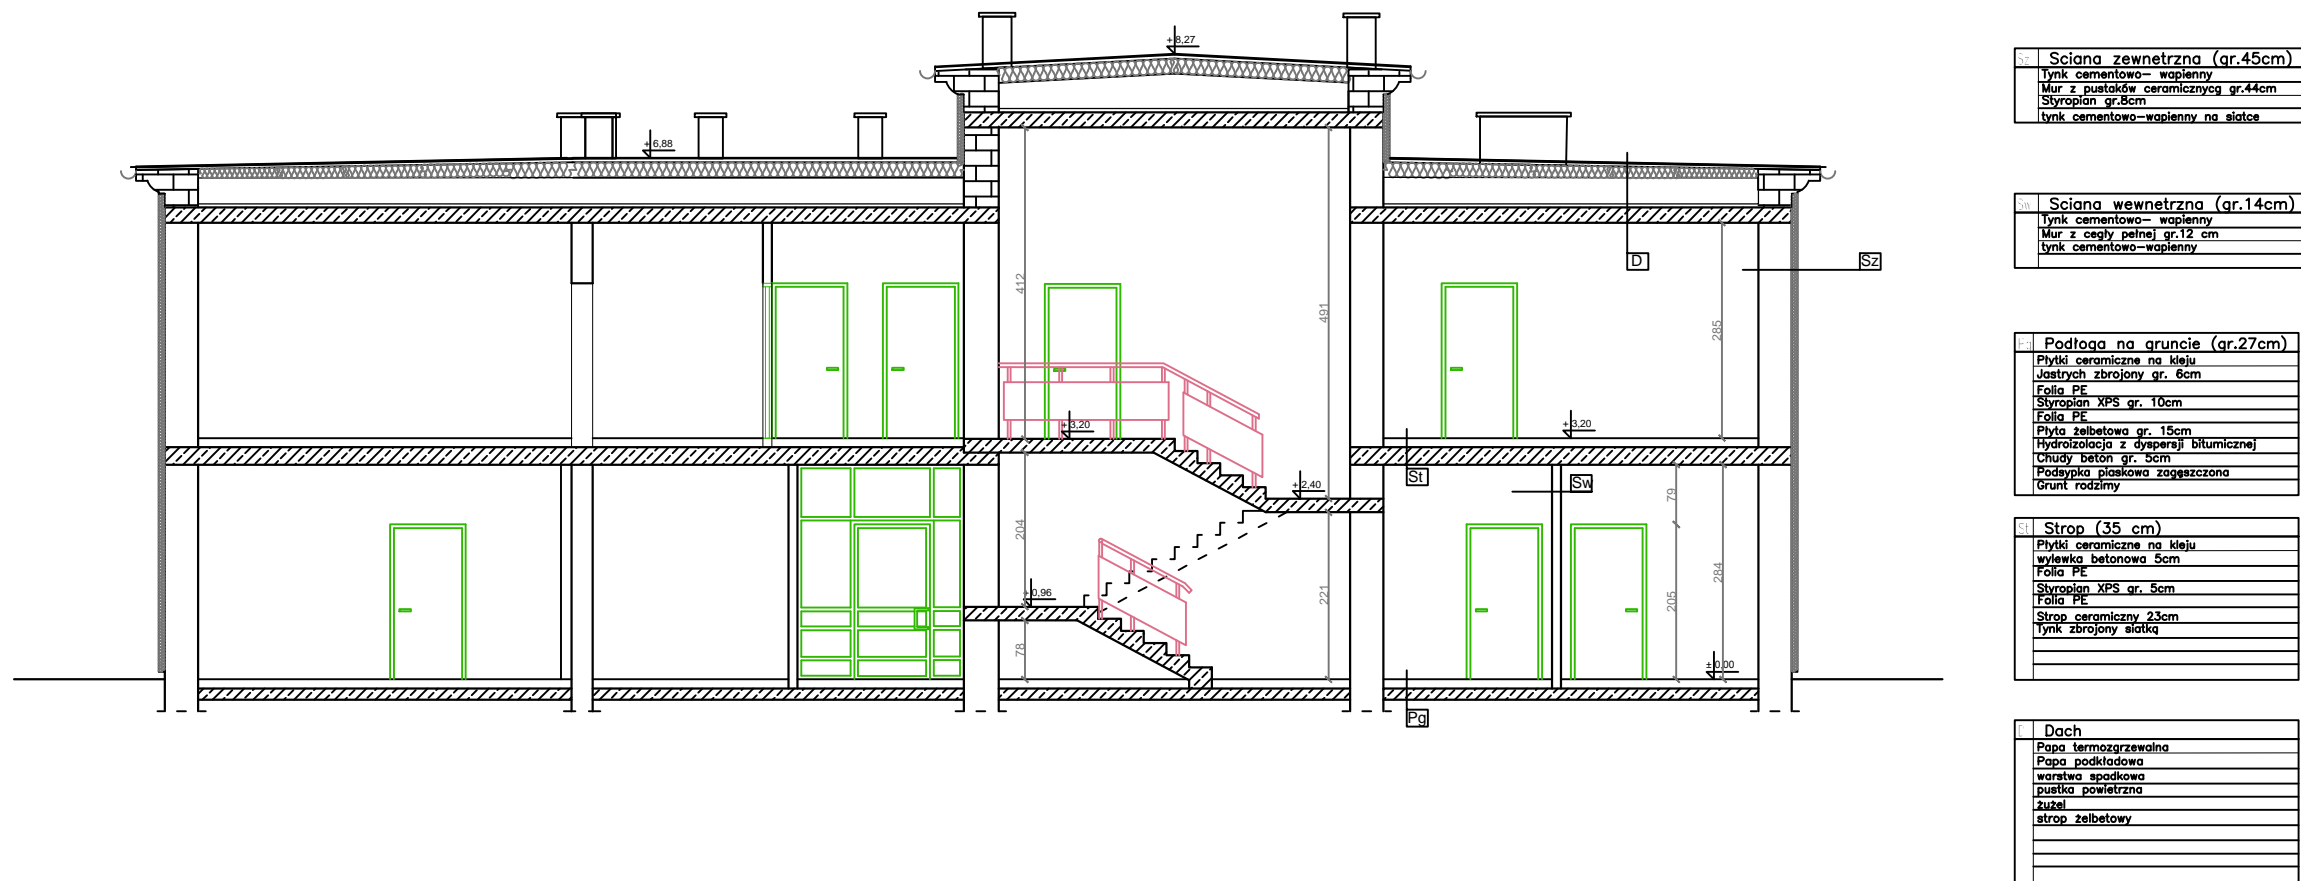 +8,27
+6,88
412
491
285
D
Sz
+3,20
+3,20
St
Sw
+2,40
79
204
284
221
205
+0,96
78
±0,00
Pg
Sz Sciana zewnetrzna (gr.45cm)
Tynk cementowo– wapienny
Mur z pustaków ceramicznycg gr.44cm
Styropian gr.8cm
tynk cementowo–wapienny na siatce
Sw Sciana wewnetrzna (gr.14cm)
Tynk cementowo– wapienny
Mur z cegły pełnej gr.12 cm
tynk cementowo–wapienny
Pg Podłoga na gruncie (gr.27cm)
Płytki ceramiczne na kleju
Jastrych zbrojony gr. 6cm
Folia PE
Styropian XPS gr. 10cm
Folia PE
Płyta żelbetowa gr. 15cm
Hydroizolacja z dyspersji bitumicznej
Chudy beton gr. 5cm
Podsypka piaskowa zagęszczona
Grunt rodzimy
St Strop (35 cm)
Płytki ceramiczne na kleju
wylewka betonowa 5cm
Folia PE
Styropian XPS gr. 5cm
Folia PE
Strop ceramiczny 23cm
Tynk zbrojony siatką
D Dach
Papa termozgrzewalna
Papa podkładowa
warstwa spadkowa
pustka powietrzna
żużel
strop żelbetowy